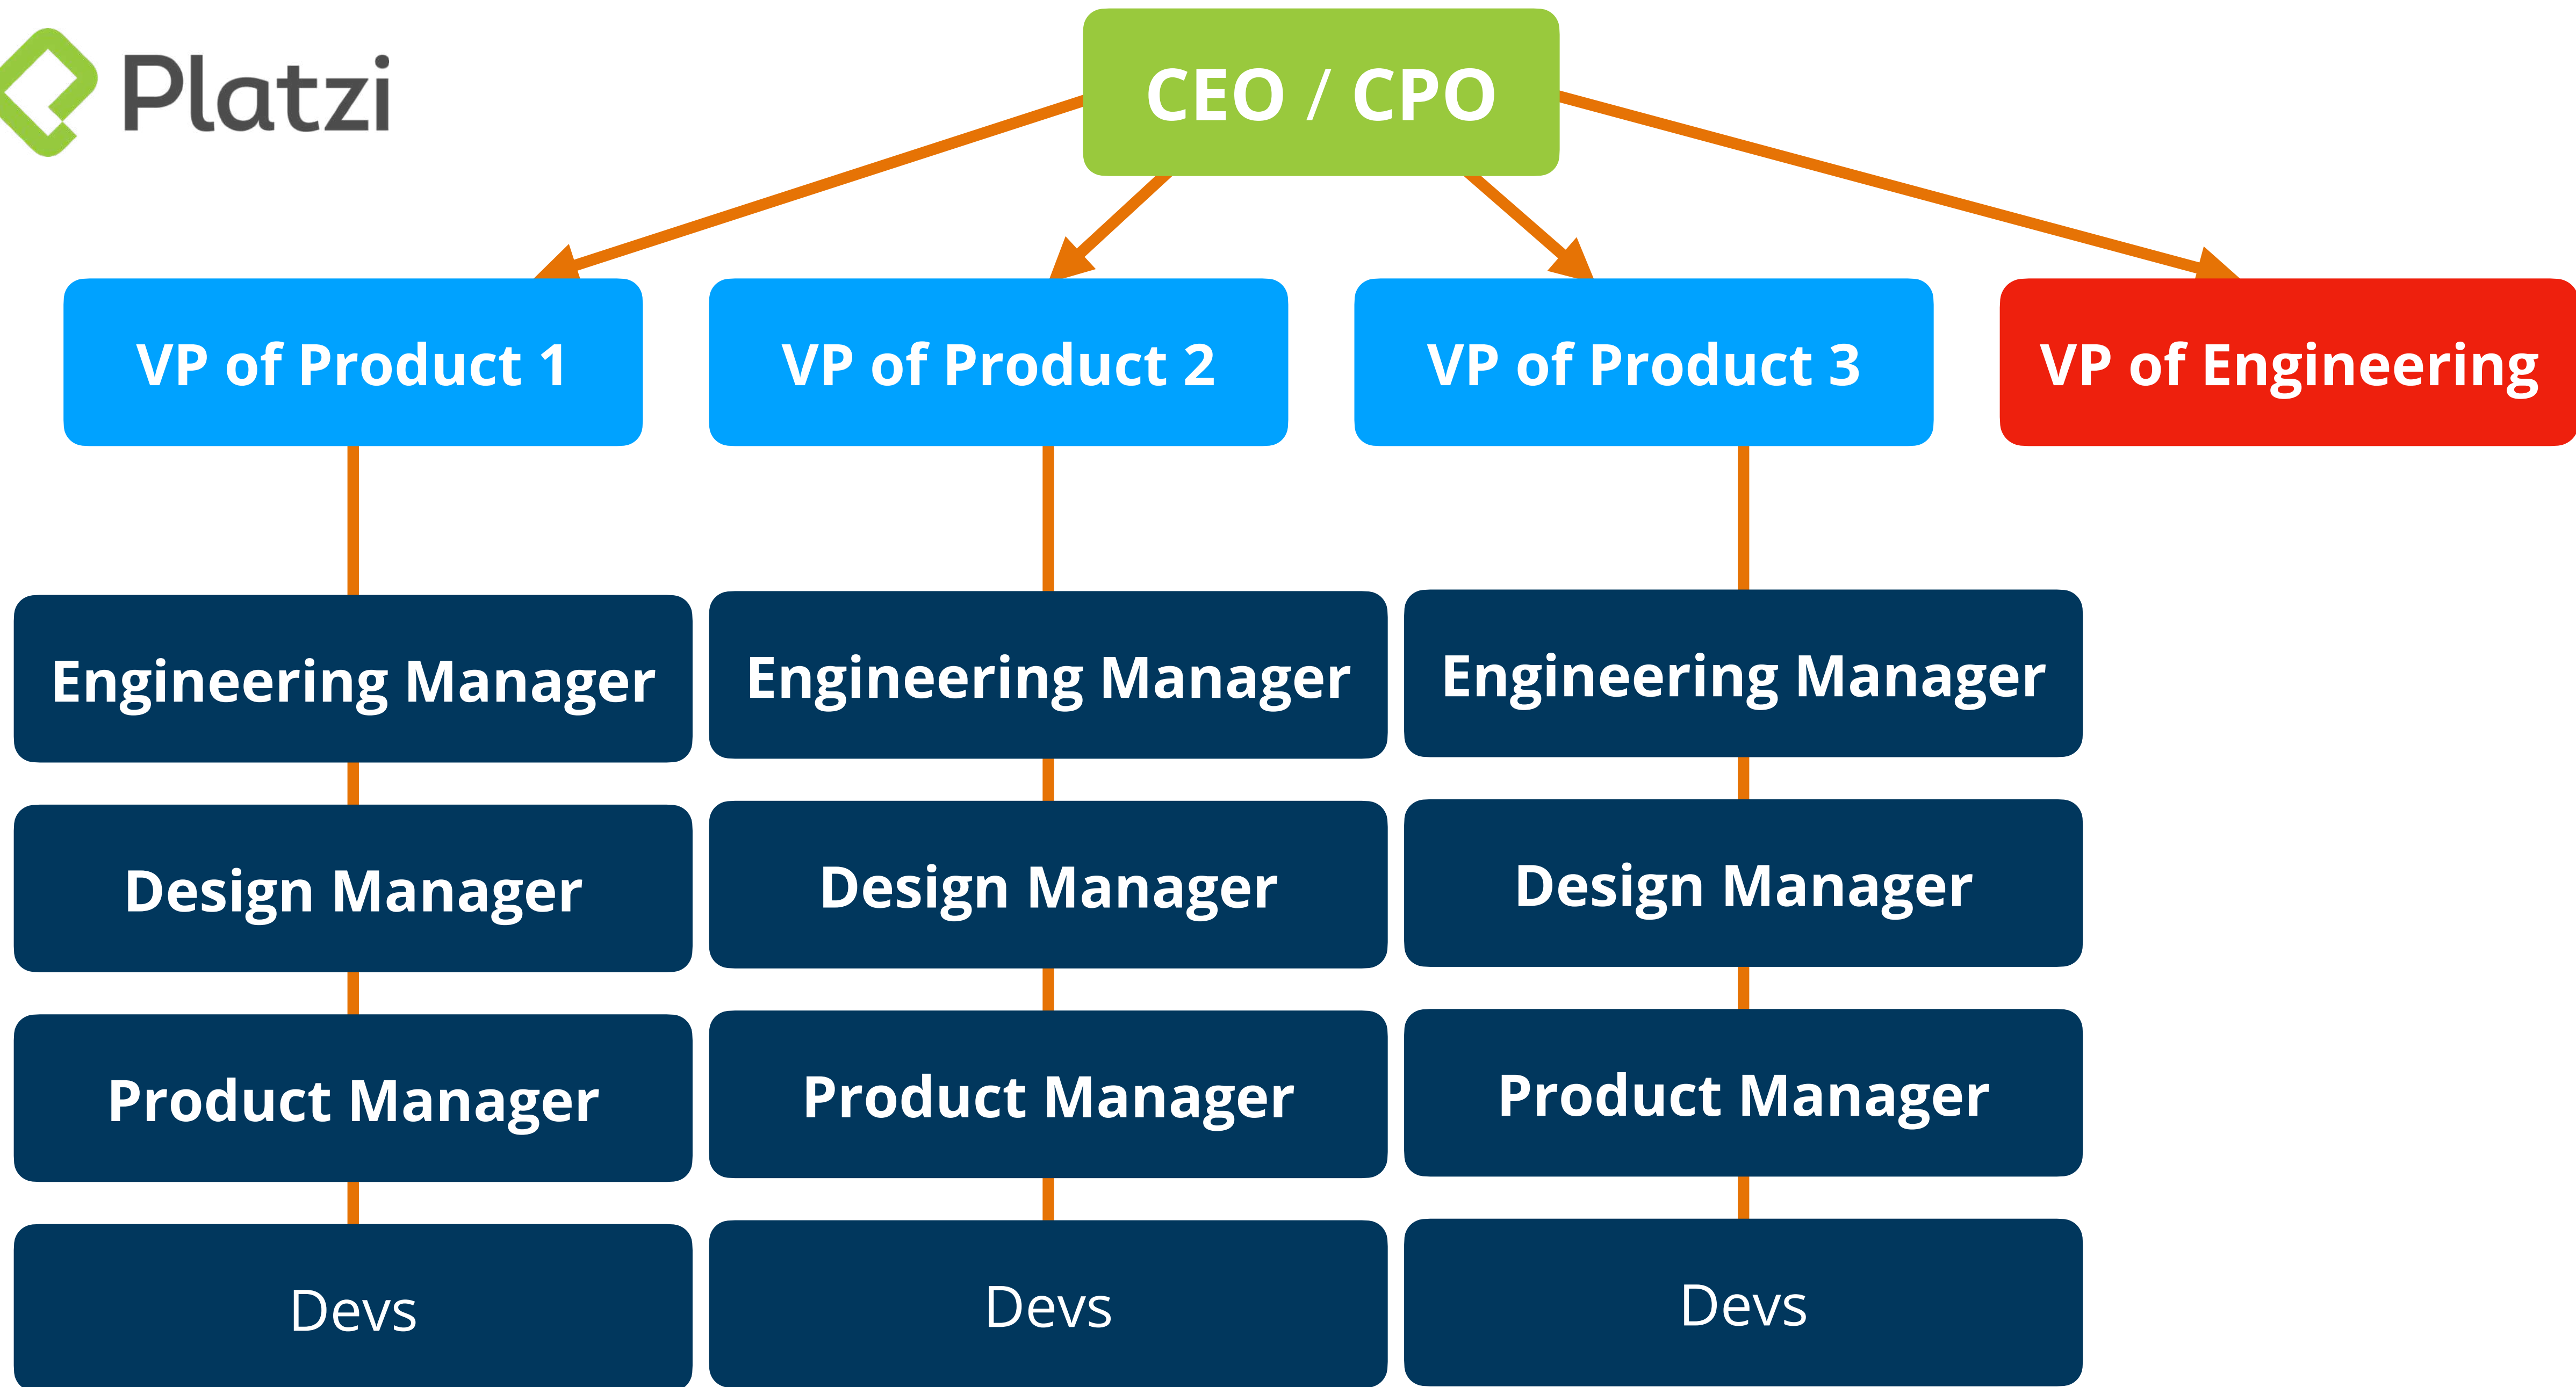 Platzi
CEO / CPO
VP of Product 1
VP of Product 2
VP of Product 3
VP of Engineering
Engineering Manager
Engineering Manager
Engineering Manager
Design Manager
Design Manager
Design Manager
Product Manager
Product Manager
Product Manager
Devs
Devs
Devs